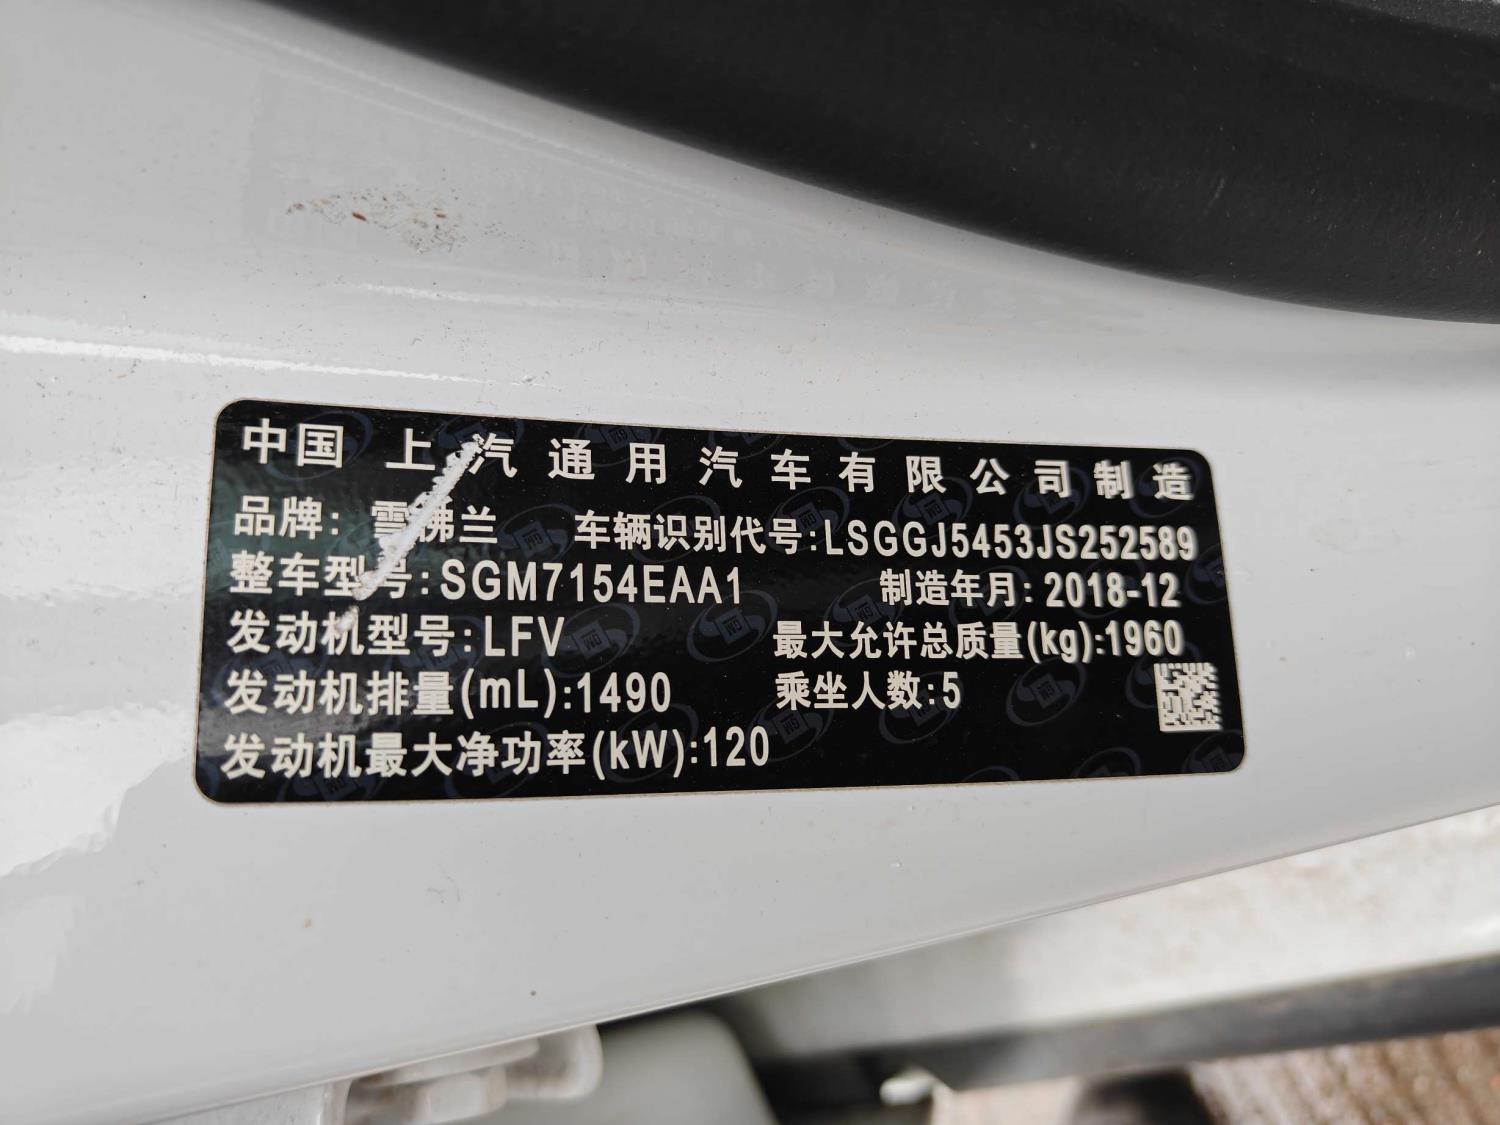 中国 上汽通用汽车有限公司制造
品牌: 雪佛兰 车辆识别代号:LSGGJ5453JS252589
整车型号:SGM7154EAA1 制造年月: 2018-12
发动机型号:LFV 最大允许总质量(kg):1960
发动机排量(mL):1490 乘坐人数:5
发动机最大净功率(kW):120